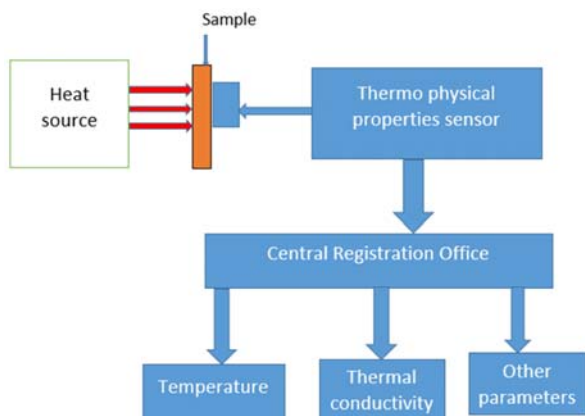 Sample
Heat
source
Thermo physical
properties sensor
Central Registration Office
Temperature
Thermal
conductivity
Other
parameters